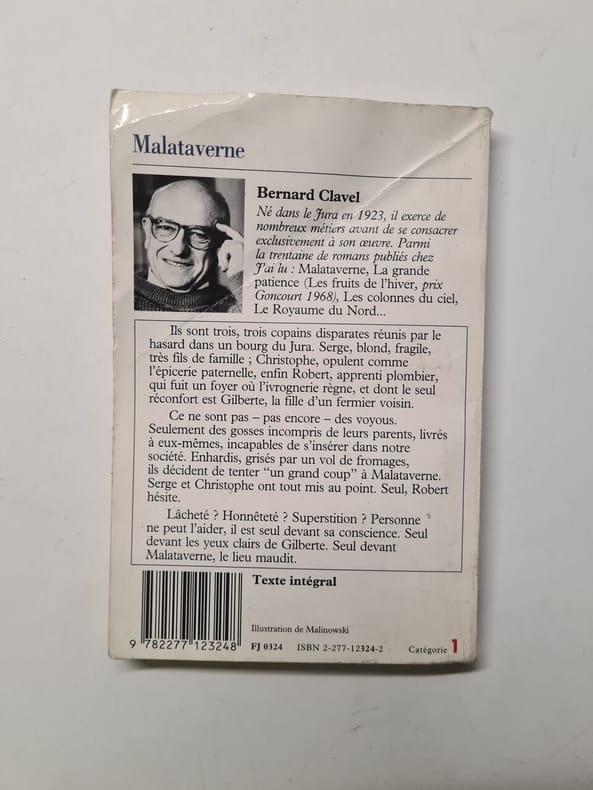 Malataverne
Bernard Clavel
Né dans le Jura en 1923, il exerce de
nombreux métiers avant de se consacrer
exclusivement à son œuvre. Parmi
la trentaine de romans publiés chez
J'ai lu : Malataverne, La grande
patience (Les fruits de l'hiver, prix
Goncourt 1968), Les colonnes du ciel,
Le Royaume du Nord...
Ils sont trois, trois copains disparates réunis par le
hasard dans un bourg du Jura. Serge, blond, fragile,
très fils de famille ; Christophe, opulent comme
l'épicerie paternelle, enfin Robert, apprenti plombier,
qui fuit un foyer où l'ivrognerie règne, et dont le seul
réconfort est Gilberte, la fille d'un fermier voisin.
Ce ne sont pas – pas encore – des voyous.
Seulement des gosses incompris de leurs parents, livrés
à eux-mêmes, incapables de s'insérer dans notre
société. Enhardis, grisés par un vol de fromages,
ils décident de tenter “un grand coup” à Malataverne.
Serge et Christophe ont tout mis au point. Seul, Robert
hésite.
Lâcheté ? Honnêteté ? Superstition ? Personne
ne peut l'aider, il est seul devant sa conscience. Seul
devant les yeux clairs de Gilberte. Seul devant
Malataverne, le lieu maudit.
Texte intégral
Illustration de Malinowski
9 782277 123248 FJ 0324 ISBN 2-277-12324-2 Catégorie 1